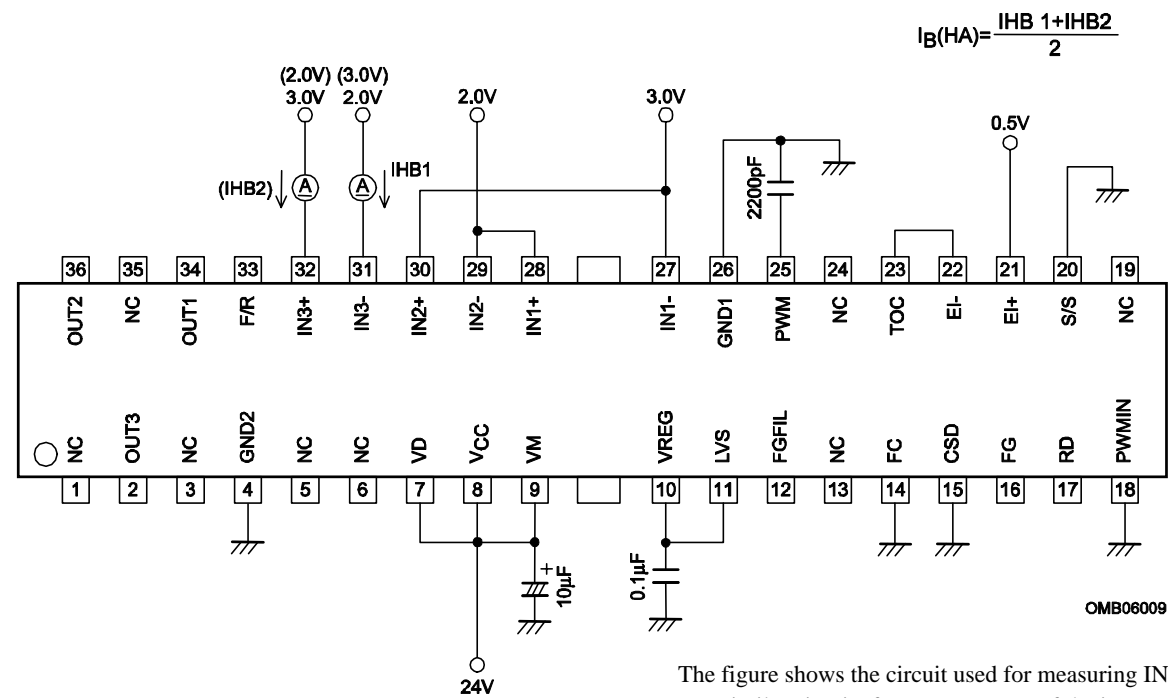 IB(HA)=IHB 1+IHB2
2
(2.0V) (3.0V)
3.0V 2.0V 2.0V 3.0V 0.5V
(IHB2) A A IHB1 2200pF
36 35 34 33 32 31 30 29 28 27 26 25 24 23 22 21 20 19
OUT2 NC OUT1 F/R IN3+ IN3- IN2+ IN2- IN1+ IN1- GND1 PWM NC TOC EI- EI+ S/S NC
NC OUT3 NC GND2 NC NC VD VCC VM VREG LVS FGFIL NC FC CSD FG RD PWMIN
1 2 3 4 5 6 7 8 9 10 11 12 13 14 15 16 17 18
+ 10μF 0.1μF
OMB06009
24V
The figure shows the circuit used for measuring IN